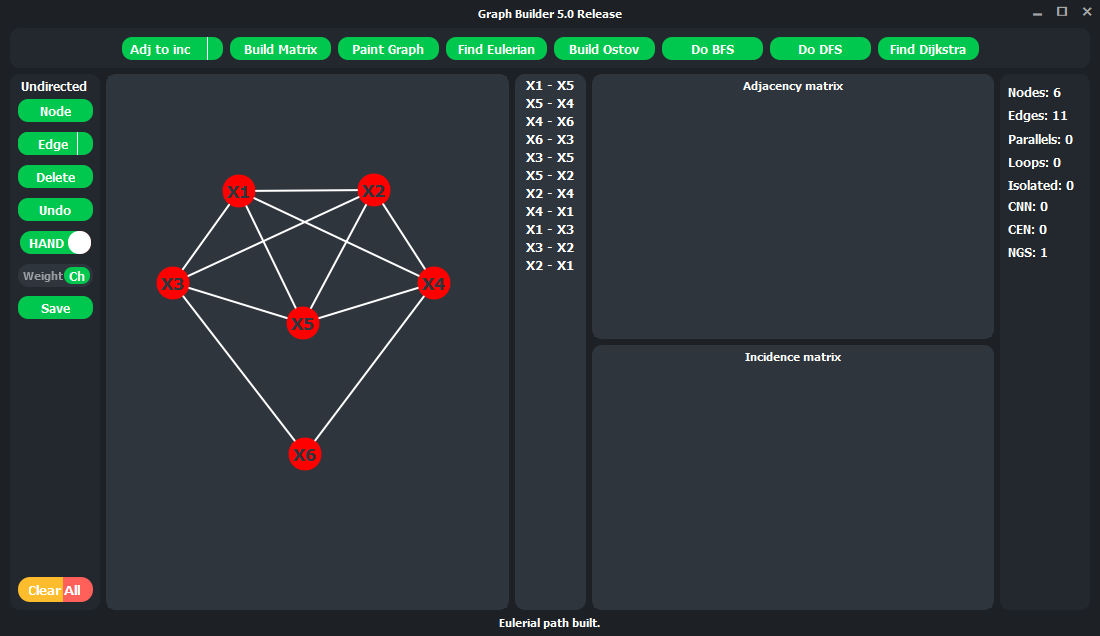 Graph Builder 5.0 Release
Adj to inc Build Matrix Paint Graph Find Eulerian Build Ostov Do BFS Do DFS Find Dijkstra
Undirected
Node
Edge
Delete
Undo
HAND
Weight Ch
Save
Clear All
X1 X2
X3 X4
X5
X6
X1 - X5
X5 - X4
X4 - X6
X6 - X3
X3 - X5
X5 - X2
X2 - X4
X4 - X1
X1 - X3
X3 - X2
X2 - X1
Adjacency matrix
Incidence matrix
Nodes: 6
Edges: 11
Parallels: 0
Loops: 0
Isolated: 0
CNN: 0
CEN: 0
NGS: 1
Eulerial path built.